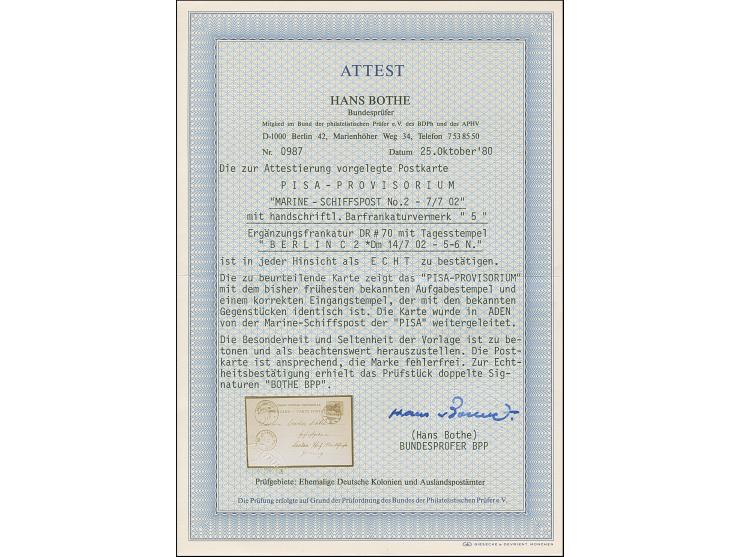 ATTEST
HANS BOTHE
Bundesprüfer
Mitglied im Bund der philatelistischen Prüfer e.V. des BDPh und des APHV
D-1000 Berlin 42, Marienhöher Weg 34, Telefon 7 53 85 50
Nr. 0987 Datum 25.Oktober'80
Die zur Attestierung vorgelegte Postkarte
P I S A - P R O V I S O R I U M
"MARINE - SCHIFFSPOST No.2 - 7/7 02"
mit handschriftl. Barfrankaturvermerk " 5 "
Ergänzungsfrankatur DR # 70 mit Tagesstempel
" B E R L I N C 2 *Dm 14/7 02 - 5-6 N."
ist in jeder Hinsicht als E C H T zu bestätigen.
Die zu beurteilende Karte zeigt das "PISA-PROVISORIUM"
mit dem bisher frühesten bekannten Aufgabestempel und
einem korrekten Eingangstempel, der mit den bekannten
Gegenstücken identisch ist. Die Karte wurde in ADEN
von der Marine-Schiffspost der "PISA" weitergeleitet.
Die Besonderheit und Seltenheit der Vorlage ist zu be-
tonen und als beachtenswert herauszustellen. Die Post-
karte ist ansprechend, die Marke fehlerfrei. Zur Echt-
heitsbestätigung erhielt das Prüfstück doppelte Sig-
naturen "BOTHE BPP".
(Hans Bothe)
BUNDESPRÜFER BPP
Prüfgebiete: Ehemalige Deutsche Kolonien und Auslandspostämter
Die Prüfung erfolgte auf Grund der Prüfordnung des Bundes der Philatelistischen Prüfer e.V.
GIESECKE & DEVRIENT, MÜNCHEN